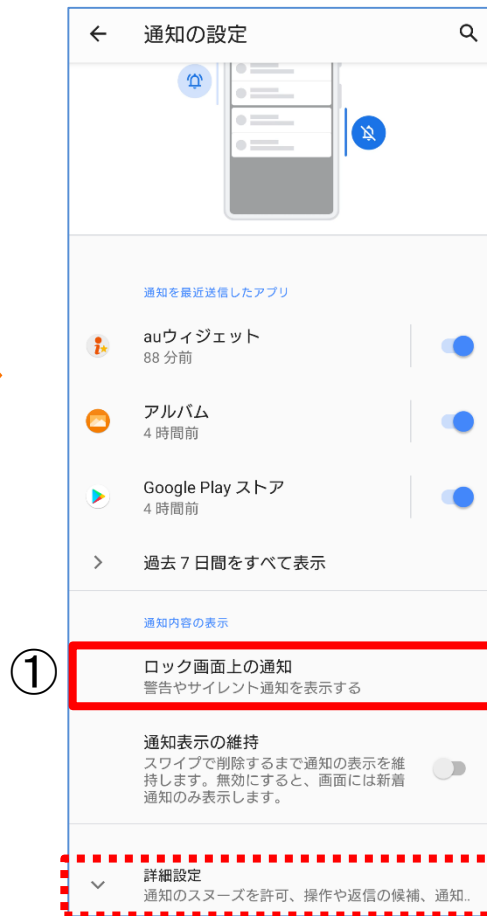 通知の設定
通知を最近送信したアプリ
auウィジェット
88 分前
アルバム
4 時間前
Google Play ストア
4 時間前
過去 7 日間をすべて表示
通知内容の表示
①
ロック画面上の通知
警告やサイレント通知を表示する
通知表示の維持
スワイプで削除するまで通知の表示を維
持します。無効にすると、画面には新着
通知のみ表示します。
詳細設定
通知のスヌーズを許可、操作や返信の候補、通知..